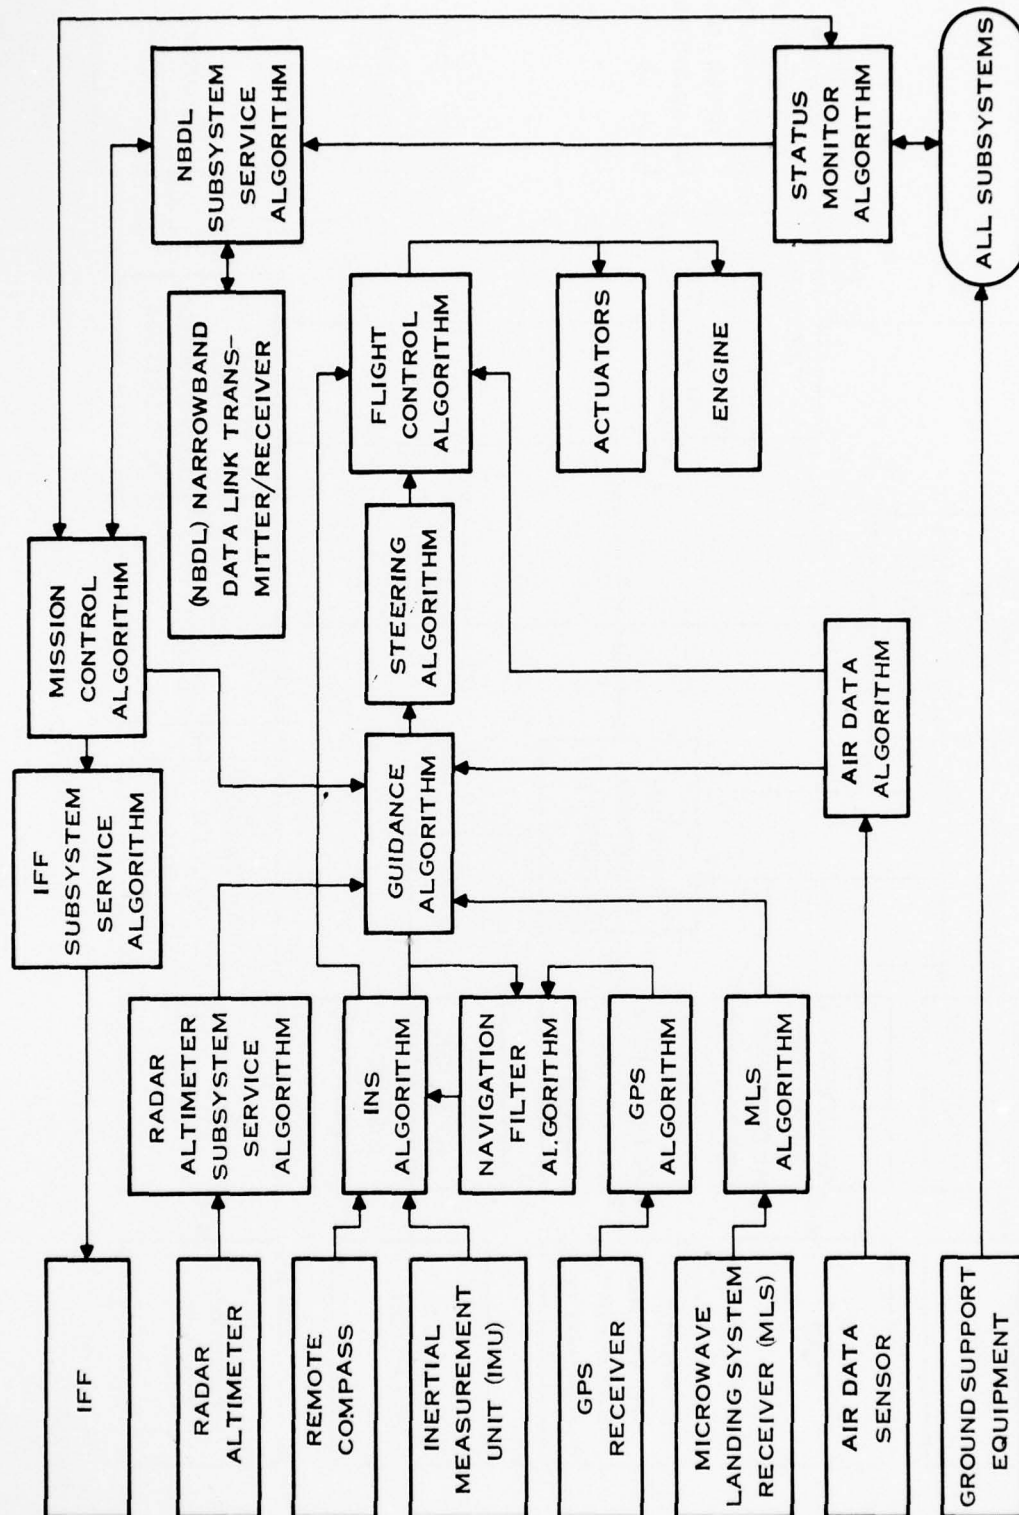 IFF
RADAR
ALTIMETER
REMOTE
COMPASS
INERTIAL
MEASUREMENT
UNIT (IMU)
GPS
RECEIVER
MICROWAVE
LANDING SYSTEM
RECEIVER (MLS)
AIR DATA
SENSOR
GROUND SUPPORT
EQUIPMENT
IFF
SUBSYSTEM
SERVICE
ALGORITHM
RADAR
ALTIMETER
SUBSYSTEM
SERVICE
ALGORITHM
INS
ALGORITHM
NAVIGATION
FILTER
ALGORITHM
GPS
ALGORITHM
MLS
ALGORITHM
MISSION
CONTROL
ALGORITHM
GUIDANCE
ALGORITHM
STEERING
ALGORITHM
AIR DATA
ALGORITHM
(NBDL) NARROWBAND
DATA LINK TRANS-
MITTER/RECEIVER
FLIGHT
CONTROL
ALGORITHM
ACTUATORS
ENGINE
NBDL
SUBSYSTEM
SERVICE
ALGORITHM
STATUS
MONITOR
ALGORITHM
ALL SUBSYSTEMS